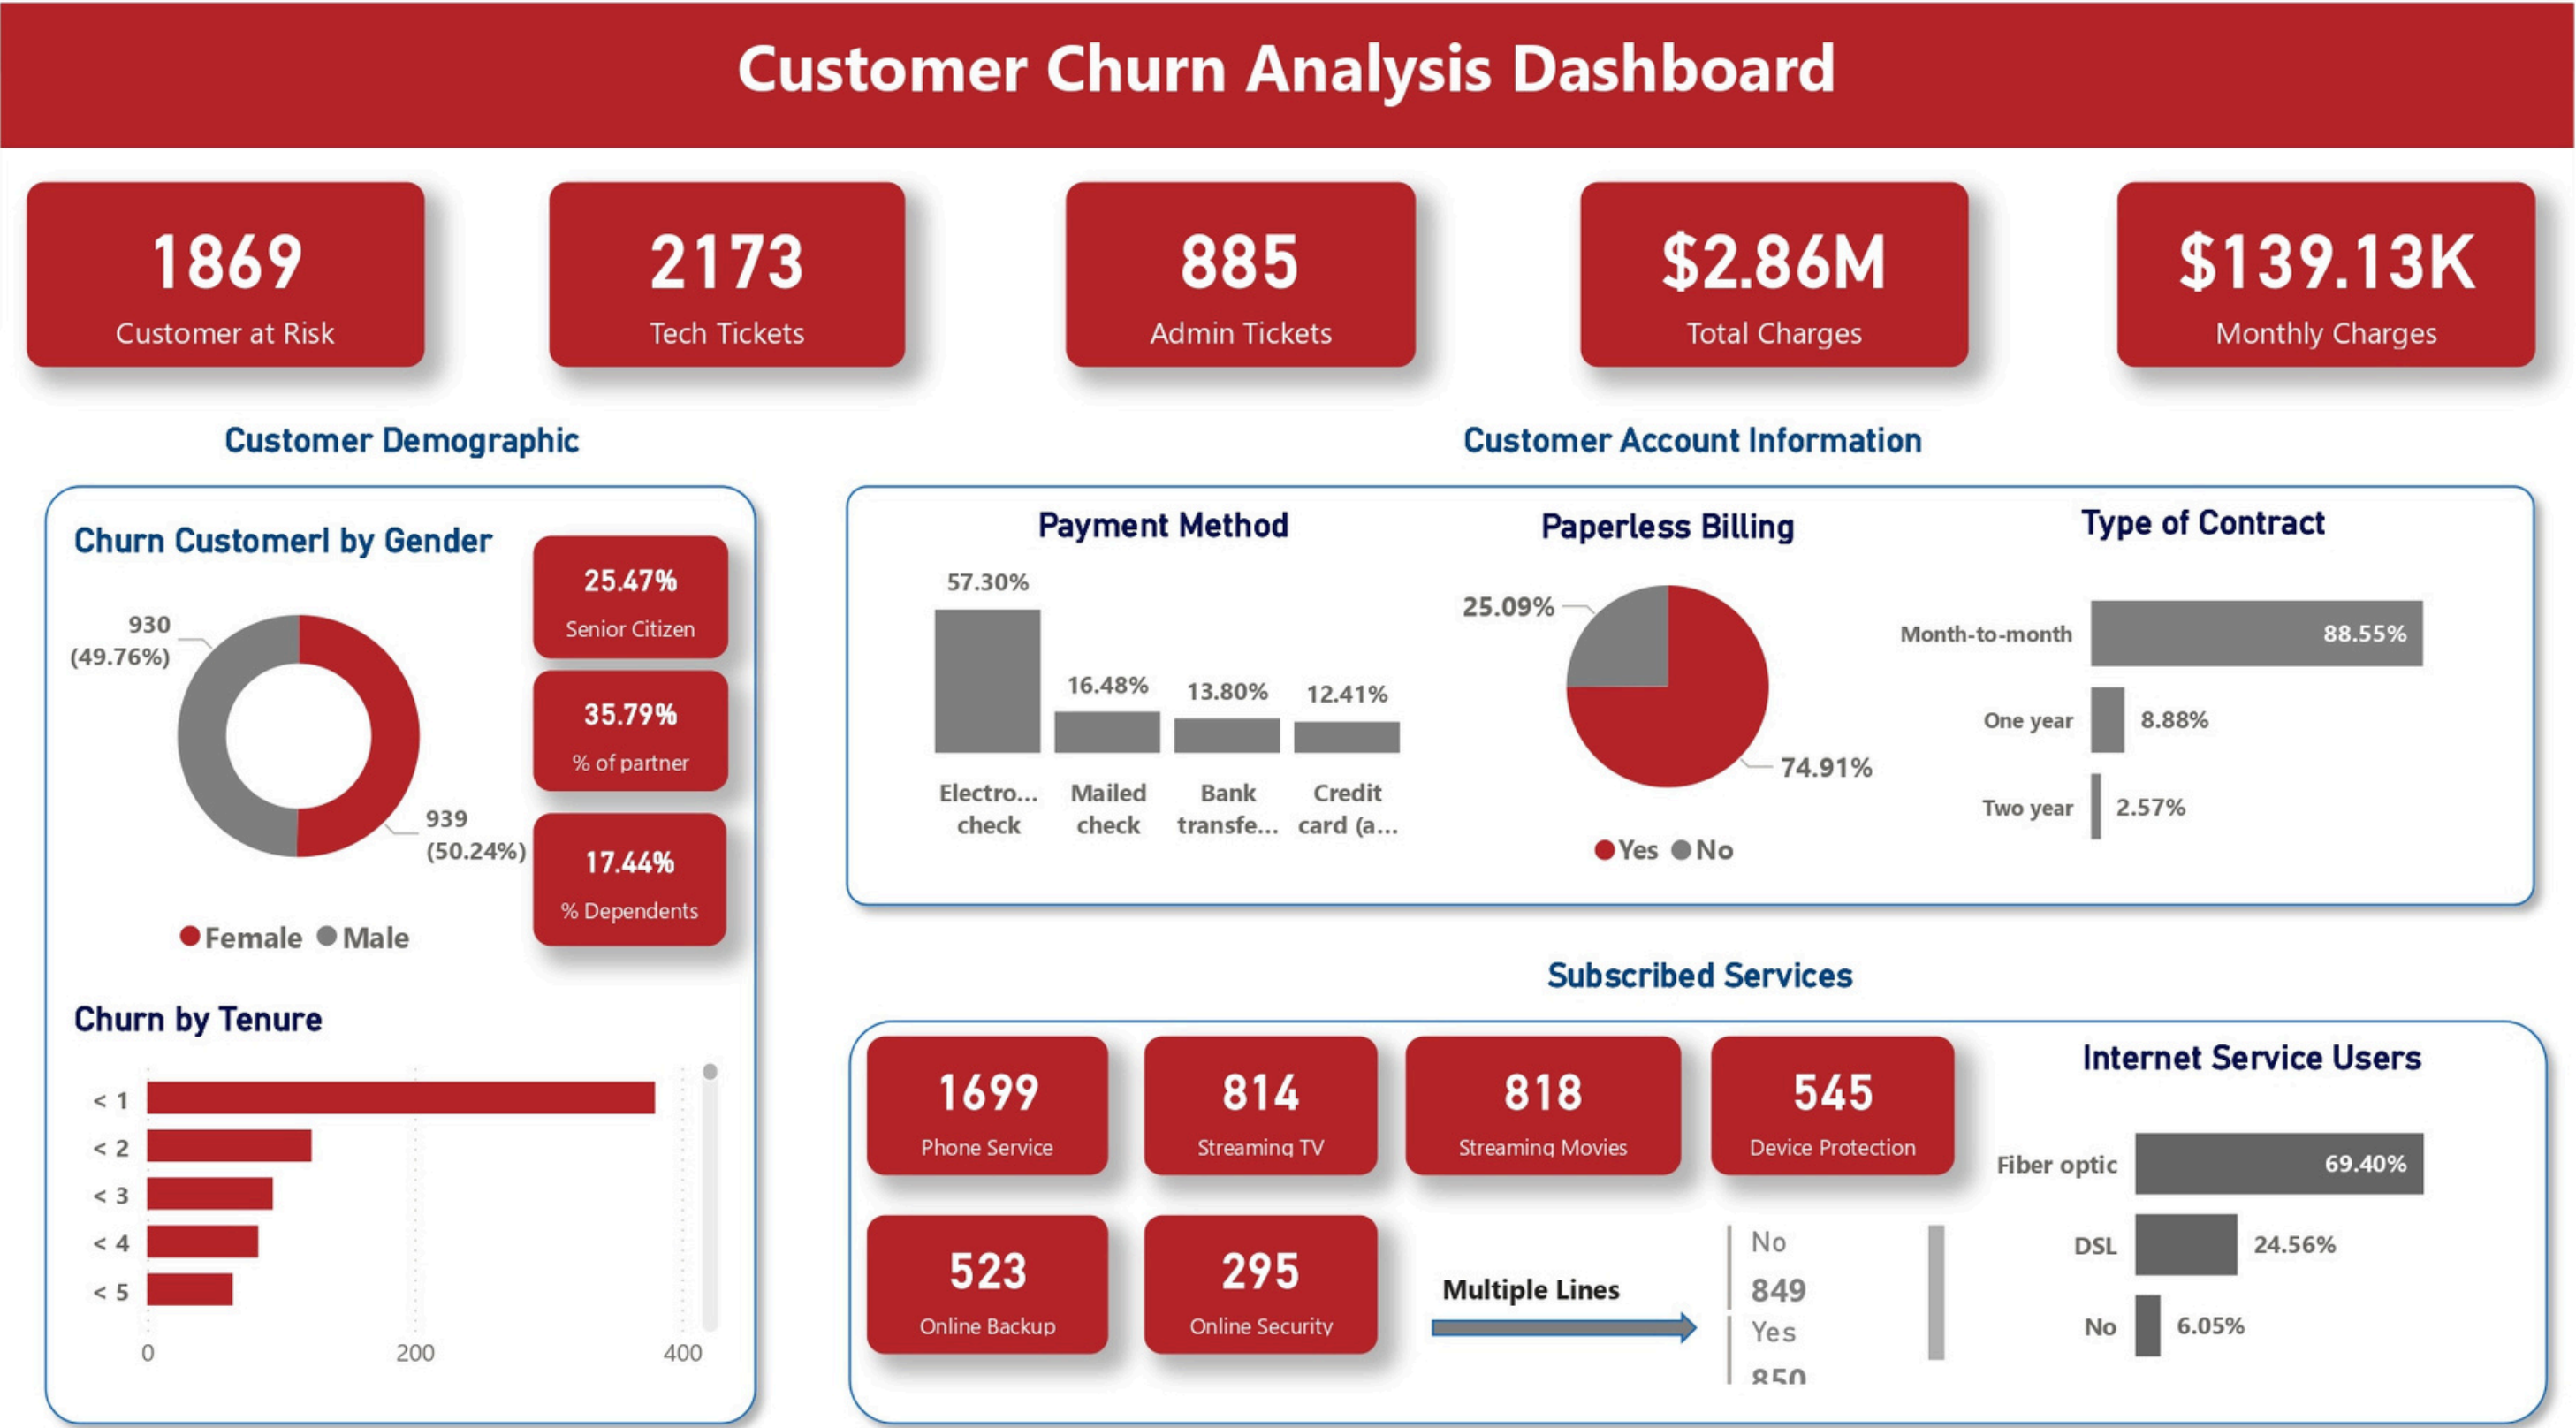 Customer Churn Analysis Dashboard
1869
Customer at Risk
2173
Tech Tickets
885
Admin Tickets
$2.86M
Total Charges
$139.13K
Monthly Charges
Customer Demographic
Churn Customerl by Gender
930
(49.76%)
939
(50.24%)
Female Male
25.47%
Senior Citizen
35.79%
% of partner
17.44%
% Dependents
Churn by Tenure
< 1
< 2
< 3
< 4
< 5
0 200 400
Customer Account Information
Payment Method
57.30%
16.48%
13.80%
12.41%
Electro...
check
Mailed
check
Bank
transfe...
Credit
card (a...
Paperless Billing
25.09%
74.91%
Yes No
Type of Contract
Month-to-month 88.55%
One year 8.88%
Two year 2.57%
Subscribed Services
1699
Phone Service
814
Streaming TV
818
Streaming Movies
545
Device Protection
523
Online Backup
295
Online Security
Multiple Lines
No
849
Yes
850
Internet Service Users
Fiber optic 69.40%
DSL 24.56%
No 6.05%